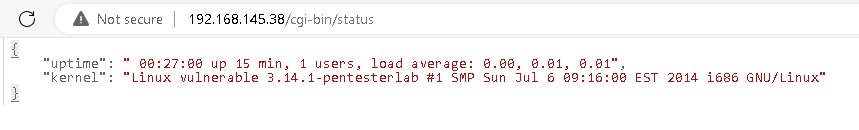 Not secure | 192.168.145.38/cgi-bin/status
{
"uptime": " 00:27:00 up 15 min, 1 users, load average: 0.00, 0.01, 0.01",
"kernel": "Linux vulnerable 3.14.1-pentesterlab #1 SMP Sun Jul 6 09:16:00 EST 2014 i686 GNU/Linux"
}